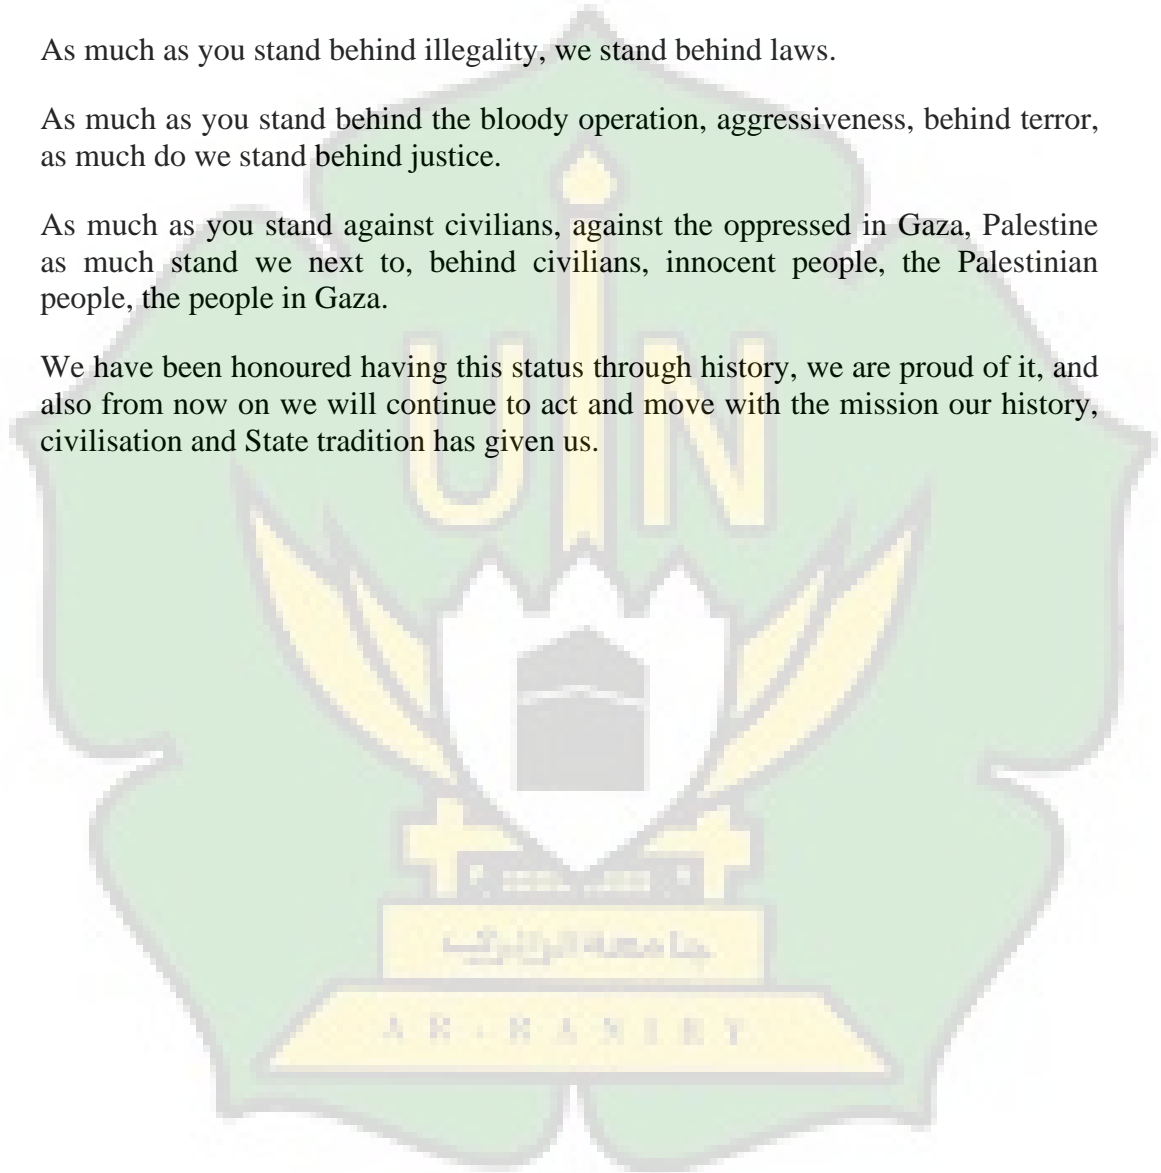 As much as you stand behind illegality, we stand behind laws.
As much as you stand behind the bloody operation, aggressiveness, behind terror,
as much do we stand behind justice.
As much as you stand against civilians, against the oppressed in Gaza, Palestine
as much stand we next to, behind civilians, innocent people, the Palestinian
people, the people in Gaza.
We have been honoured having this status through history, we are proud of it, and
also from now on we will continue to act and move with the mission our history,
civilisation and State tradition has given us.
UIN
جامعة الرانيري
AR-RANIRY